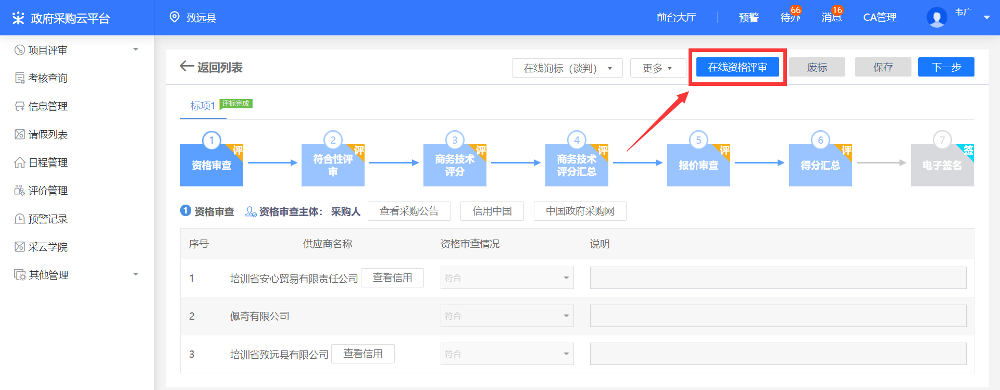 政府采购云平台
致远县
前台大厅
预警
待办
66
消息
16
CA管理
韦广
项目评审
考核查询
信息管理
请假列表
日程管理
评价管理
预警记录
采云学院
其他管理
返回列表
在线询标（谈判）
更多
在线资格评审
废标
保存
下一步
标项1
评标完成
1
评
资格审查
2
评
符合性评
审
3
评
商务技术
评分
4
评
商务技术
评分汇总
5
评
报价审查
6
评
得分汇总
7
签
电子签名
1 资格审查
资格审查主体： 采购人
查看采购公告
信用中国
中国政府采购网
序号 供应商名称 资格审查情况 说明
1 培训省安心贸易有限责任公司 查看信用 符合
2 佩奇有限公司 符合
3 培训省致远县有限公司 查看信用 符合